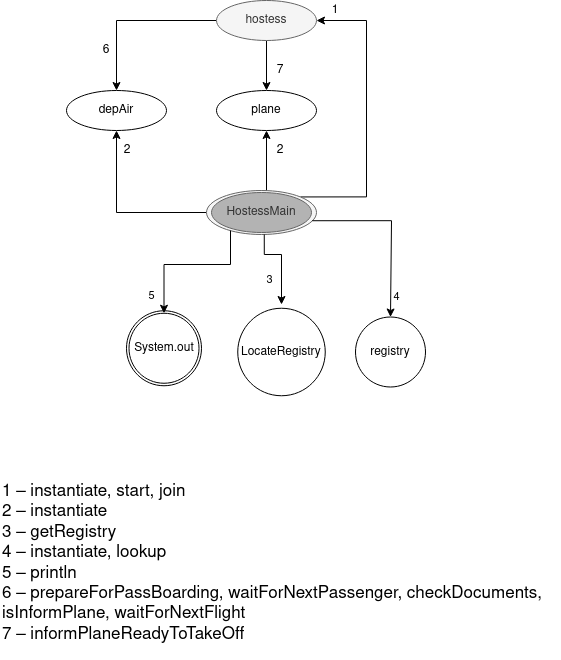 hostess
1
6
7
depAir
plane
2
2
HostessMain
3
5
4
System.out
LocateRegistry
registry
1 – instantiate, start, join
2 – instantiate
3 – getRegistry
4 – instantiate, lookup
5 – println
6 – prepareForPassBoarding, waitForNextPassenger, checkDocuments,
isInformPlane, waitForNextFlight
7 – informPlaneReadyToTakeOff